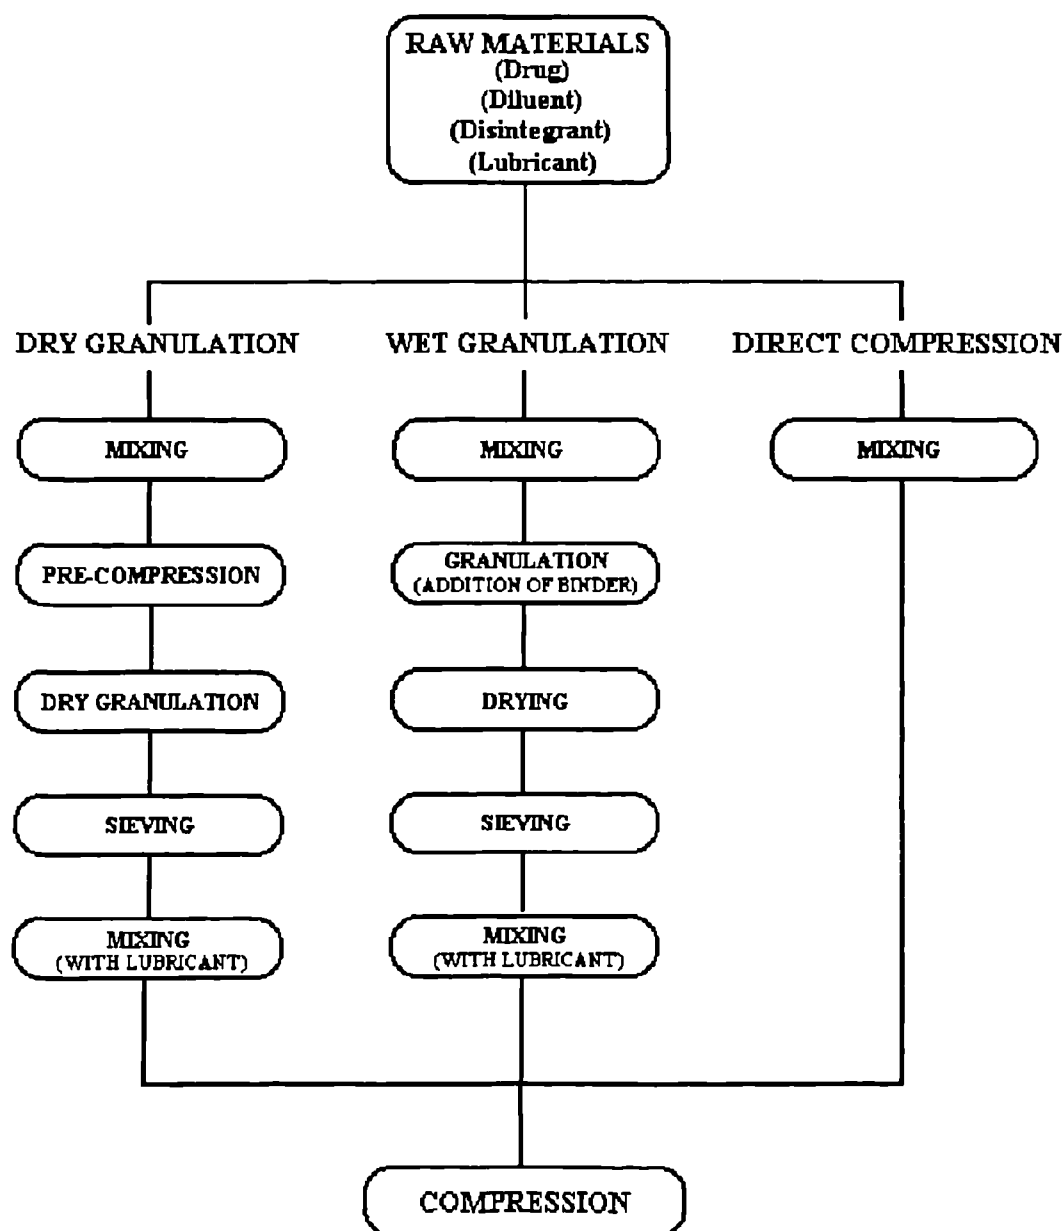 RAW MATERIALS
(Drug)
(Diluent)
(Disintegrant)
(Lubricant)
DRY GRANULATION
WET GRANULATION
DIRECT COMPRESSION
MIXING
MIXING
MIXING
PRE-COMPRESSION
GRANULATION
(ADDITION OF BINDER)
DRY GRANULATION
DRYING
SIEVING
SIEVING
MIXING
(WITH LUBRICANT)
MIXING
(WITH LUBRICANT)
COMPRESSION